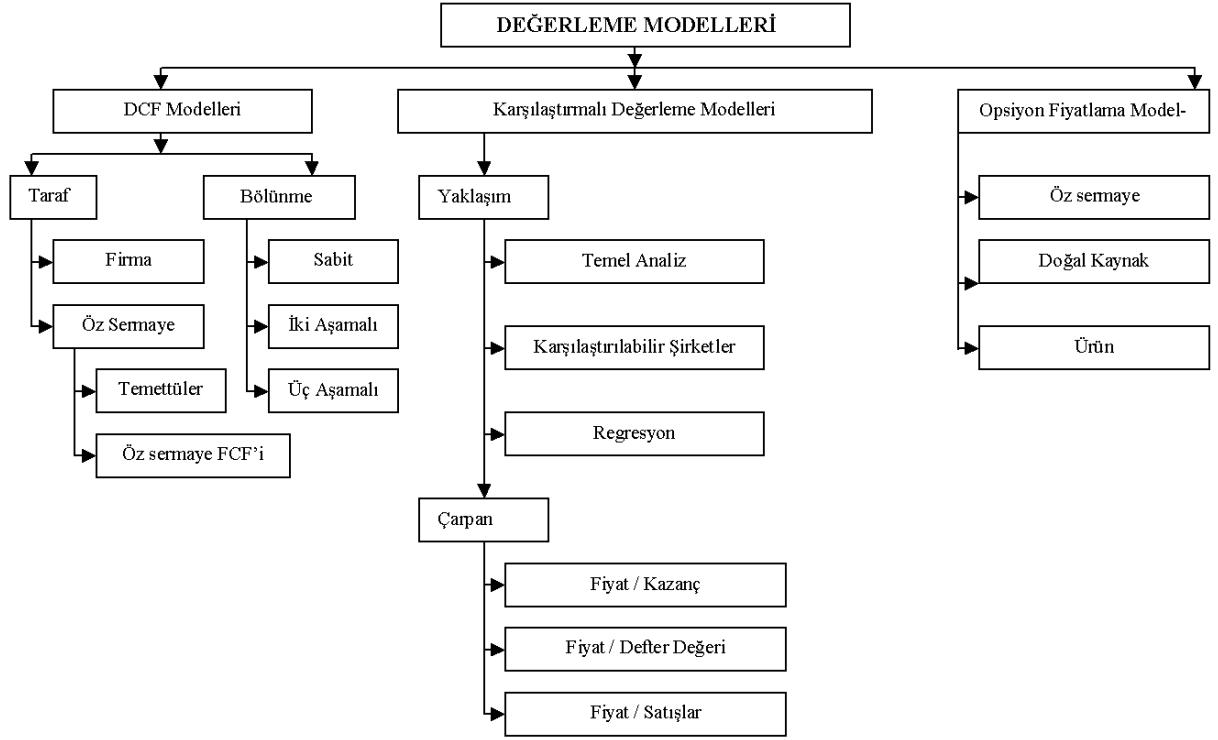 DEĞERLEME MODELLERİ
DCF Modelleri
Karşılaştırmalı Değerleme Modelleri
Opsiyon Fiyatlama Model-
Taraf
Bölünme
Yaklaşım
Öz sermaye
Firma
Sabit
Temel Analiz
Doğal Kaynak
Öz Sermaye
İki Aşamalı
Karşılaştırılabilir Şirketler
Ürün
Temettüler
Üç Aşamalı
Regresyon
Öz sermaye FCF’i
Çarpan
Fiyat / Kazanç
Fiyat / Defter Değeri
Fiyat / Satışlar